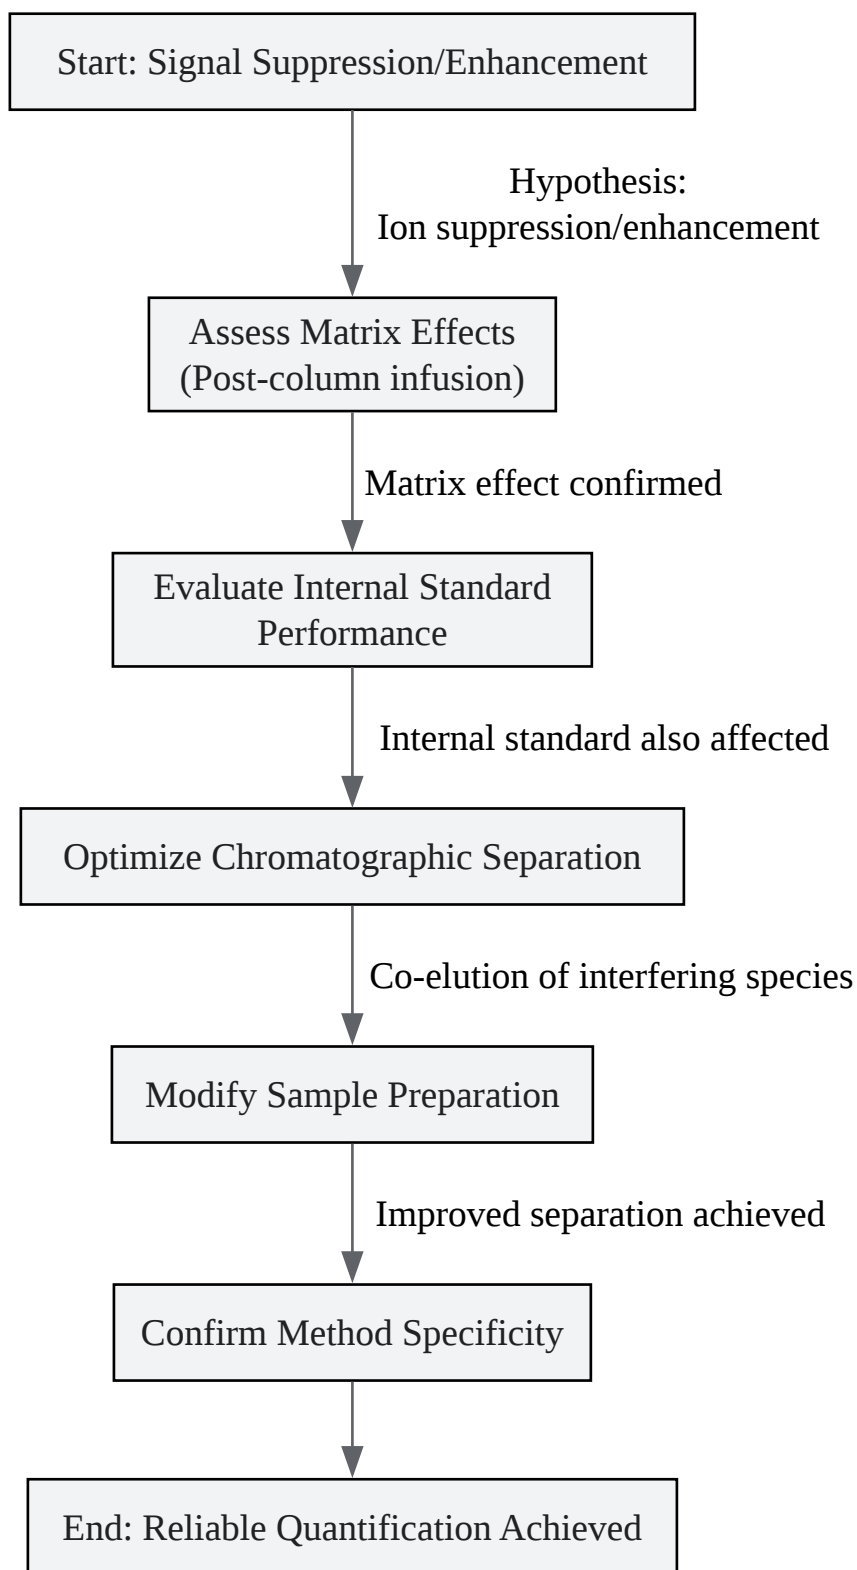 Start: Signal Suppression/Enhancement
Hypothesis:
Ion suppression/enhancement
Assess Matrix Effects
(Post-column infusion)
Matrix effect confirmed
Evaluate Internal Standard
Performance
Internal standard also affected
Optimize Chromatographic Separation
Co-elution of interfering species
Modify Sample Preparation
Improved separation achieved
Confirm Method Specificity
End: Reliable Quantification Achieved